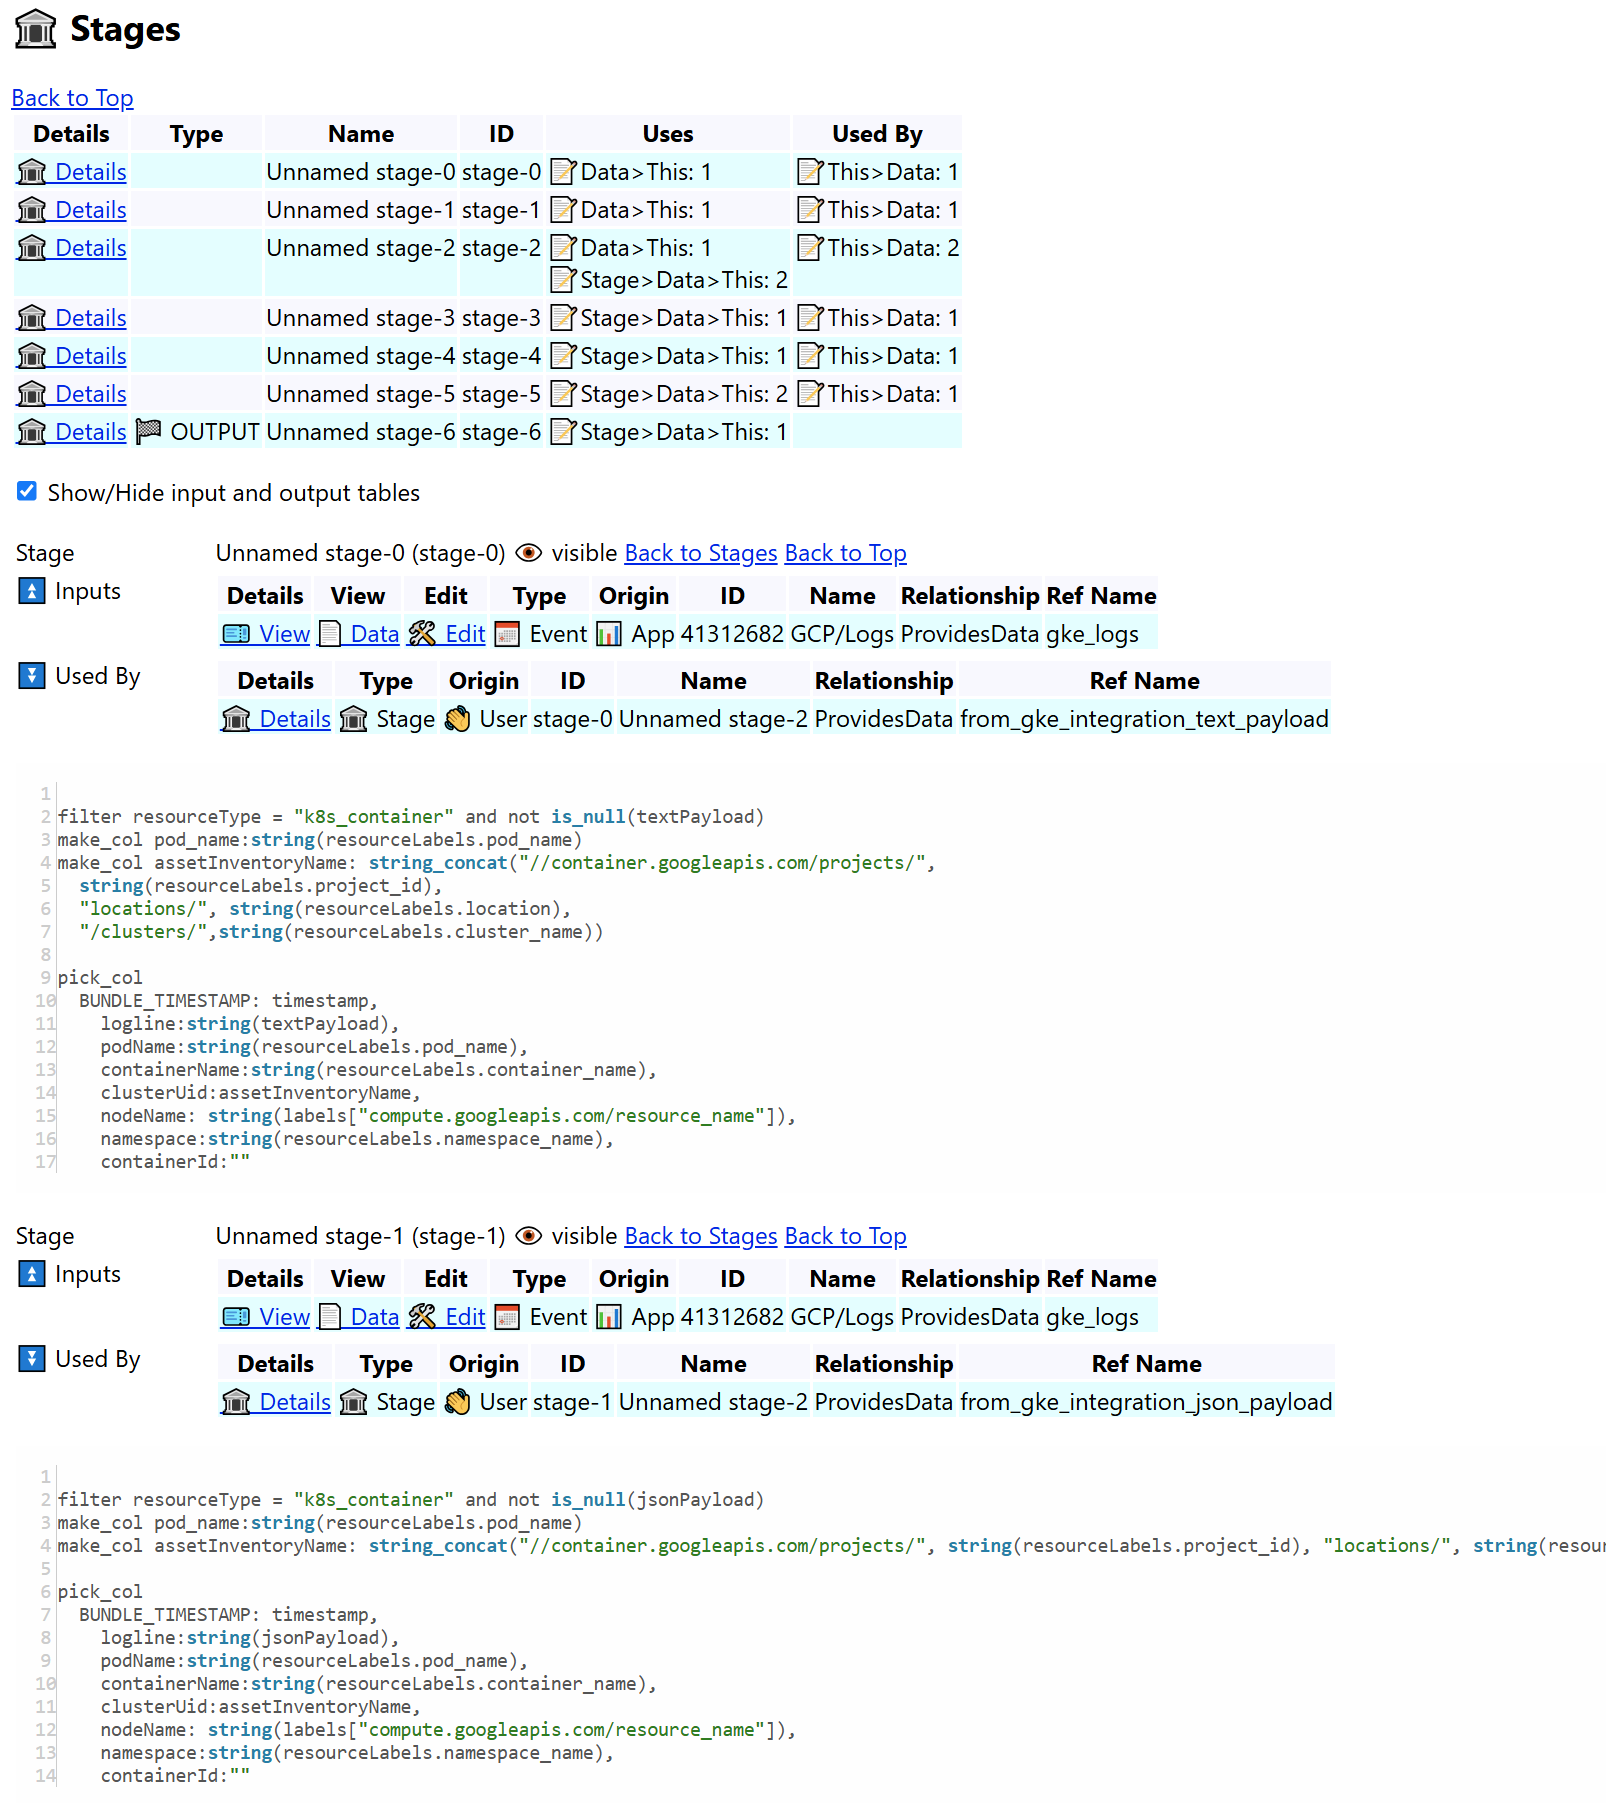 Stages
Back to Top
Details Type Name ID Uses Used By
Details Unnamed stage-0 stage-0 Data>This: 1 This>Data: 1
Details Unnamed stage-1 stage-1 Data>This: 1 This>Data: 1
Details Unnamed stage-2 stage-2 Data>This: 1 This>Data: 2
Stage>Data>This: 2
Details Unnamed stage-3 stage-3 Stage>Data>This: 1 This>Data: 1
Details Unnamed stage-4 stage-4 Stage>Data>This: 1 This>Data: 1
Details Unnamed stage-5 stage-5 Stage>Data>This: 2 This>Data: 1
Details OUTPUT Unnamed stage-6 stage-6 Stage>Data>This: 1
Show/Hide input and output tables
Stage Unnamed stage-0 (stage-0) visible Back to Stages Back to Top
Inputs
Details View Edit Type Origin ID Name Relationship Ref Name
View Data Edit Event App 41312682 GCP/Logs ProvidesData gke_logs
Used By
Details Type Origin ID Name Relationship Ref Name
Details Stage User stage-0 Unnamed stage-2 ProvidesData from_gke_integration_text_payload
1
2 filter resourceType = "k8s_container" and not is_null(textPayload)
3 make_col pod_name:string(resourceLabels.pod_name)
4 make_col assetInventoryName: string_concat("//container.googleapis.com/projects/",
5 string(resourceLabels.project_id),
6 "locations/", string(resourceLabels.location),
7 "/clusters/",string(resourceLabels.cluster_name))
8
9 pick_col
10 BUNDLE_TIMESTAMP: timestamp,
11 logline:string(textPayload),
12 podName:string(resourceLabels.pod_name),
13 containerName:string(resourceLabels.container_name),
14 clusterUid:assetInventoryName,
15 nodeName: string(labels["compute.googleapis.com/resource_name"]),
16 namespace:string(resourceLabels.namespace_name),
17 containerId:""
Stage Unnamed stage-1 (stage-1) visible Back to Stages Back to Top
Inputs
Details View Edit Type Origin ID Name Relationship Ref Name
View Data Edit Event App 41312682 GCP/Logs ProvidesData gke_logs
Used By
Details Type Origin ID Name Relationship Ref Name
Details Stage User stage-1 Unnamed stage-2 ProvidesData from_gke_integration_json_payload
1
2 filter resourceType = "k8s_container" and not is_null(jsonPayload)
3 make_col pod_name:string(resourceLabels.pod_name)
4 make_col assetInventoryName: string_concat("//container.googleapis.com/projects/", string(resourceLabels.project_id), "locations/", string(resour
5
6 pick_col
7 BUNDLE_TIMESTAMP: timestamp,
8 logline:string(jsonPayload),
9 podName:string(resourceLabels.pod_name),
10 containerName:string(resourceLabels.container_name),
11 clusterUid:assetInventoryName,
12 nodeName: string(labels["compute.googleapis.com/resource_name"]),
13 namespace:string(resourceLabels.namespace_name),
14 containerId:""